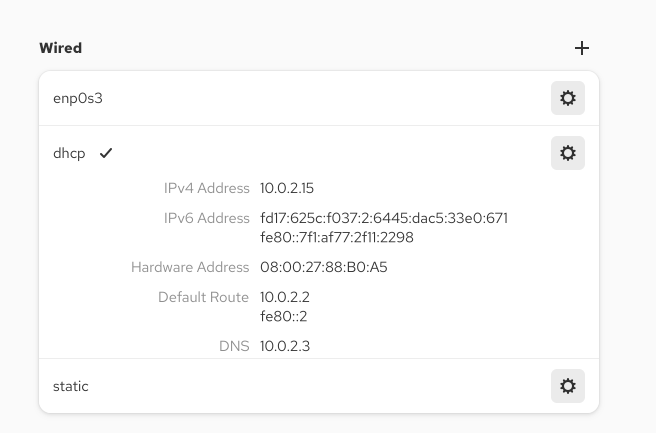 Wired
enp0s3
dhcp
IPv4 Address 10.0.2.15
IPv6 Address fd17:625c:f037:2:6445:dac5:33e0:671
fe80::7f1:af77:2f11:2298
Hardware Address 08:00:27:88:B0:A5
Default Route 10.0.2.2
fe80::2
DNS 10.0.2.3
static